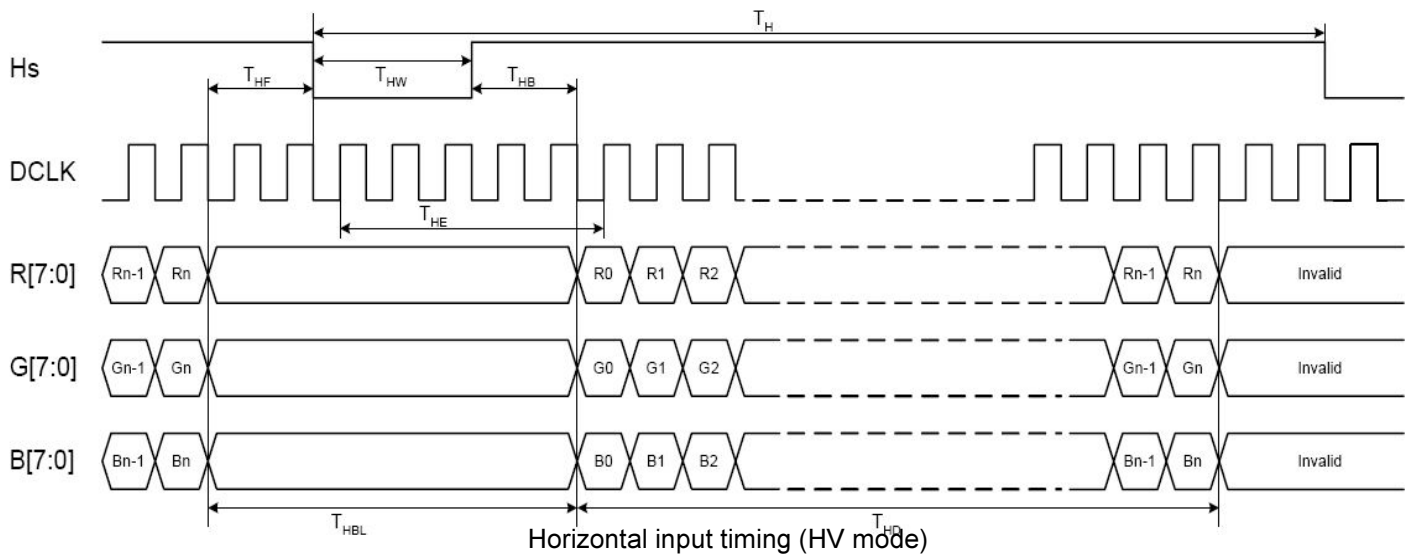 T_H
Hs
T_HF T_HW T_HB
DCLK
T_HE
R[7:0] Rn-1 Rn R0 R1 R2 Rn-1 Rn Invalid
G[7:0] Gn-1 Gn G0 G1 G2 Gn-1 Gn Invalid
B[7:0] Bn-1 Bn B0 B1 B2 Bn-1 Bn Invalid
T_HBL T_HD
Horizontal input timing (HV mode)